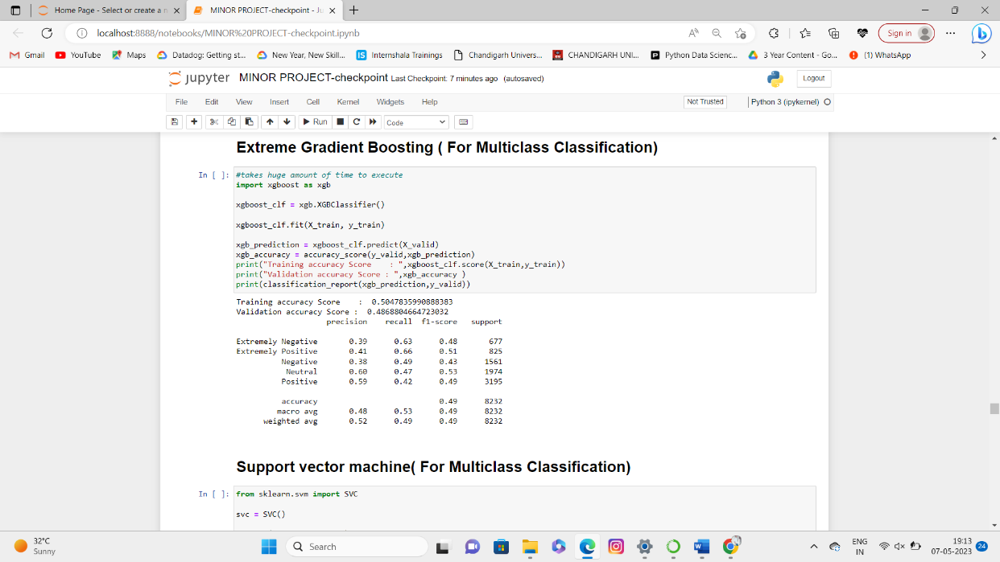 Home Page - Select or create a n
MINOR PROJECT-checkpoint - Ju
localhost:8888/notebooks/MINOR%20PROJECT-checkpoint.ipynb
Sign in
Gmail YouTube Maps Datadog: Getting st... New Year, New Skill... Internshala Trainings Chandigarh Univers... CHANDIGARH UNI... Python Data Scienc... 3 Year Content - Go... (1) WhatsApp
jupyter MINOR PROJECT-checkpoint Last Checkpoint: 7 minutes ago (autosaved) Logout
File Edit View Insert Cell Kernel Widgets Help Not Trusted Python 3 (ipykernel)
Run Code
Extreme Gradient Boosting ( For Multiclass Classification)
In [ ]: #takes huge amount of time to execute
import xgboost as xgb
xgboost_clf = xgb.XGBClassifier()
xgboost_clf.fit(X_train, y_train)
xgb_prediction = xgboost_clf.predict(X_valid)
xgb_accuracy = accuracy_score(y_valid,xgb_prediction)
print("Training accuracy Score    : ",xgboost_clf.score(X_train,y_train))
print("Validation accuracy Score : ",xgb_accuracy )
print(classification_report(xgb_prediction,y_valid))
Training accuracy Score    :  0.5047835990888383
Validation accuracy Score :  0.4868804664723032
precision recall f1-score support
Extremely Negative 0.39 0.63 0.48 677
Extremely Positive 0.41 0.66 0.51 825
Negative 0.38 0.49 0.43 1561
Neutral 0.60 0.47 0.53 1974
Positive 0.59 0.42 0.49 3195
accuracy 0.49 8232
macro avg 0.48 0.53 0.49 8232
weighted avg 0.52 0.49 0.49 8232
Support vector machine( For Multiclass Classification)
In [ ]: from sklearn.svm import SVC
svc = SVC()
32°C
Sunny
Search
ENG
IN
19:13
07-05-2023
24